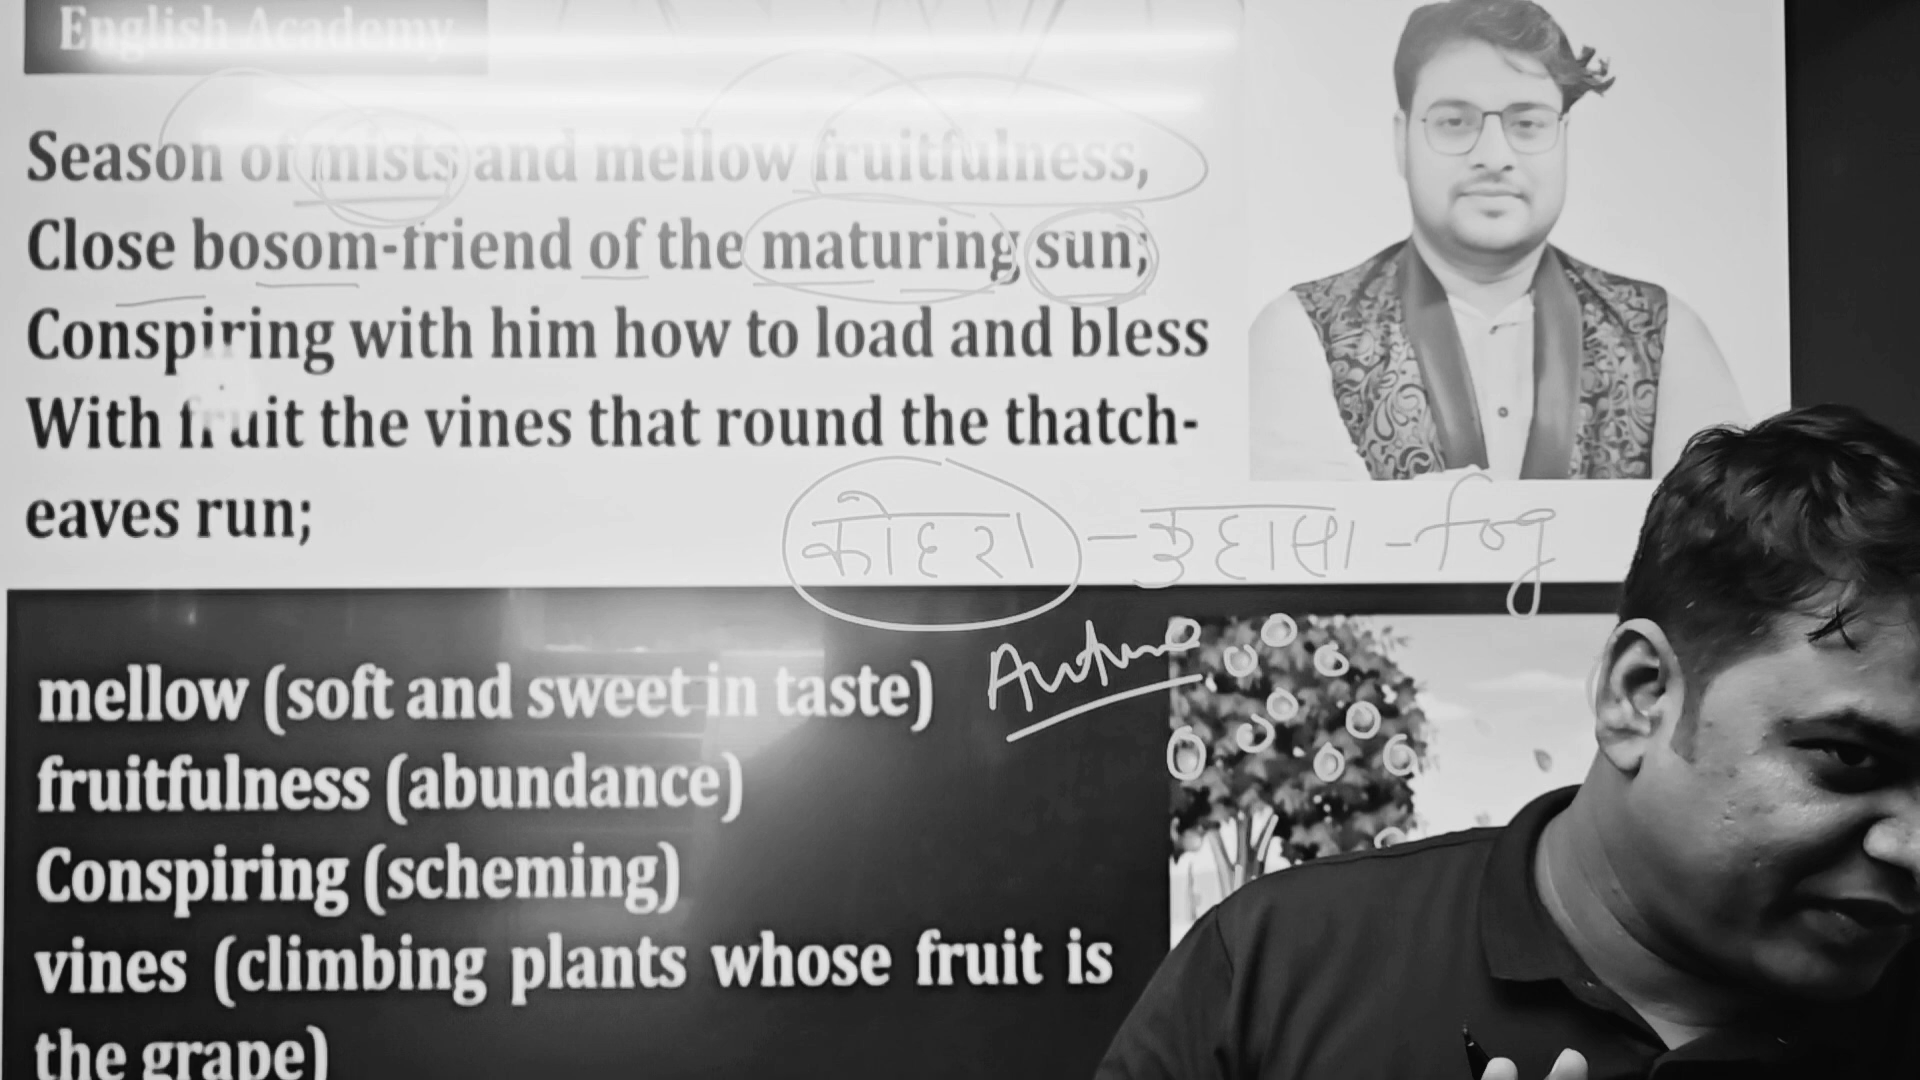 English Academy
Season of mists and mellow fruitfulness,
Close bosom-friend of the maturing sun;
Conspiring with him how to load and bless
With fruit the vines that round the thatch-
eaves run;
कोहरा - कुहासा - fog
mellow (soft and sweet in taste)
fruitfulness (abundance)
Conspiring (scheming)
vines (climbing plants whose fruit is
the grape)